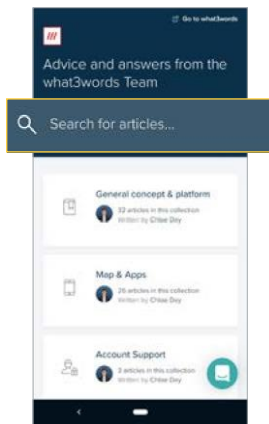 Go to what3words
Advice and answers from the
what3words Team
Search for articles...
General concept & platform
32 articles in this collection
Written by Chloe Dey
Map & Apps
26 articles in this collection
Written by Chloe Dey
Account Support
2 articles in this collection
Written by Chloe Dey